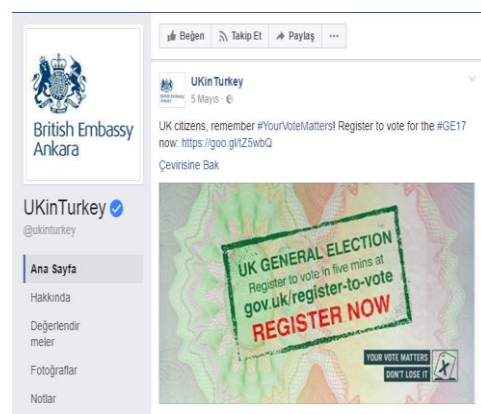 Beğen Takip Et Paylaş ...
British Embassy
Ankara
UKinTurkey
@ukinturkey
Ana Sayfa
Hakkında
Değerlendir
meler
Fotoğraflar
Notlar
UKinTurkey
5 Mayıs
UK citizens, remember #YourVoteMatters! Register to vote for the #GE17
now: https://goo.gl/tZ5wbQ
Çevirisine Bak
UK GENERAL ELECTION
Register to vote in five mins at
gov.uk/register-to-vote
REGISTER NOW
YOUR VOTE MATTERS
DON'T LOSE IT
X